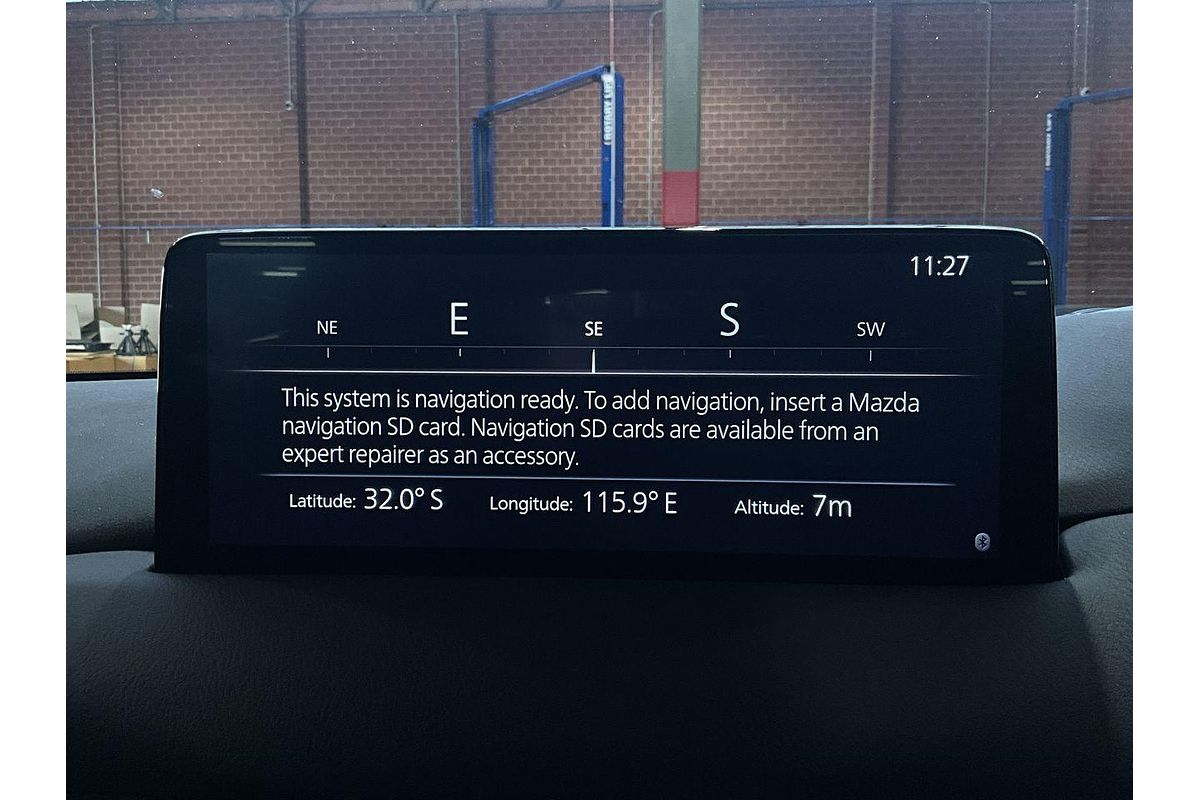 ROTARY LIFT
11:27
NE E SE S SW
This system is navigation ready. To add navigation, insert a Mazda
navigation SD card. Navigation SD cards are available from an
expert repairer as an accessory.
Latitude: 32.0° S Longitude: 115.9° E Altitude: 7m